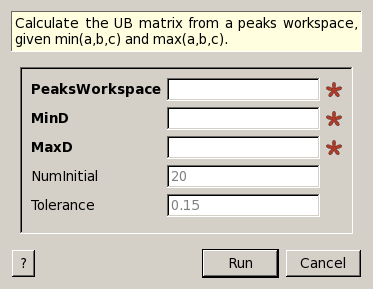 Calculate the UB matrix from a peaks workspace,
given min(a,b,c) and max(a,b,c).
PeaksWorkspace
MinD
MaxD
NumInitial 20
Tolerance 0.15
? Run Cancel